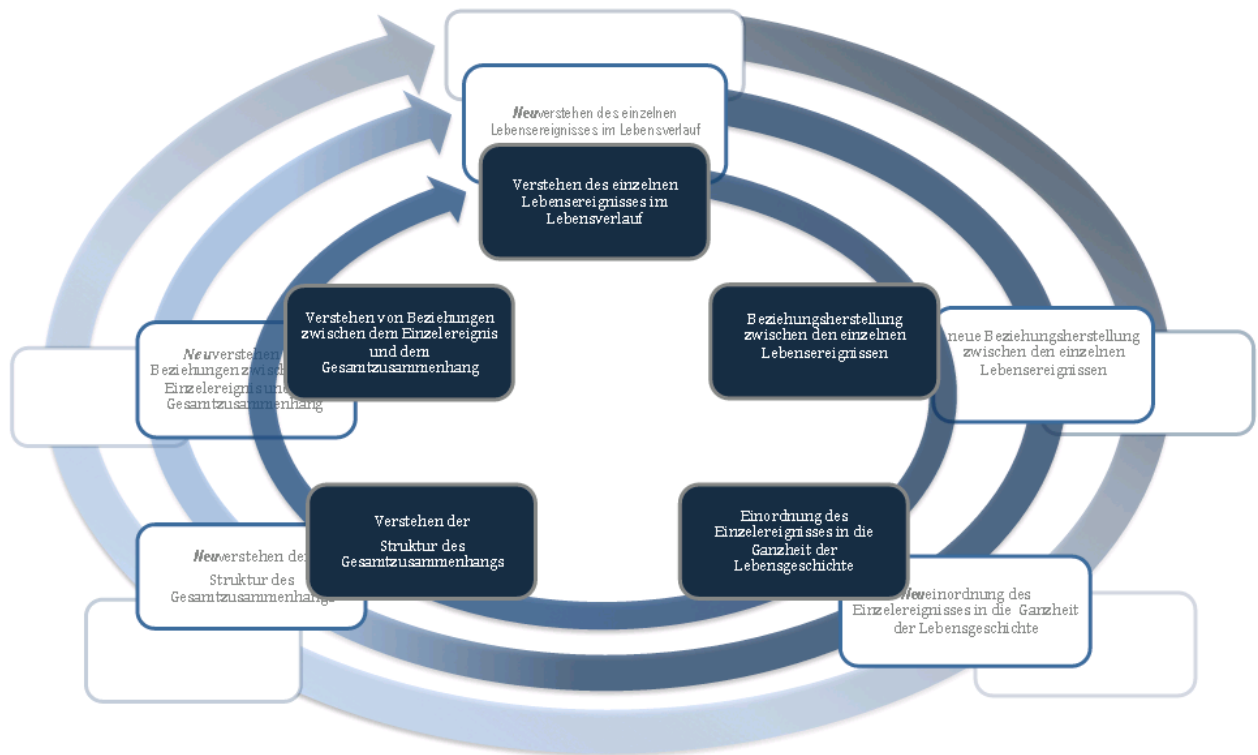 Neuverstehen des einzelnen
Lebensereignisses im Lebensverlauf
Verstehen des einzelnen
Lebensereignisses im
Lebensverlauf
Verstehen von Beziehungen
zwischen dem Einzelereignis
und dem
Gesamtzusammenhang
Beziehungsherstellung
zwischen den einzelnen
Lebensereignissen
neue Beziehungsherstellung
zwischen den einzelnen
Lebensereignissen
Neuverstehen
Beziehungen
Einzelereignis
Gesamtzusammenhang
Verstehen der
Struktur des
Gesamtzusammenhangs
Einordnung des
Einzelereignisses in die
Ganzheit der
Lebensgeschichte
Neuverstehen der
Struktur des
Gesamtzusammenhangs
Neueinordnung des
Einzelereignisses in die Ganzheit
der Lebensgeschichte